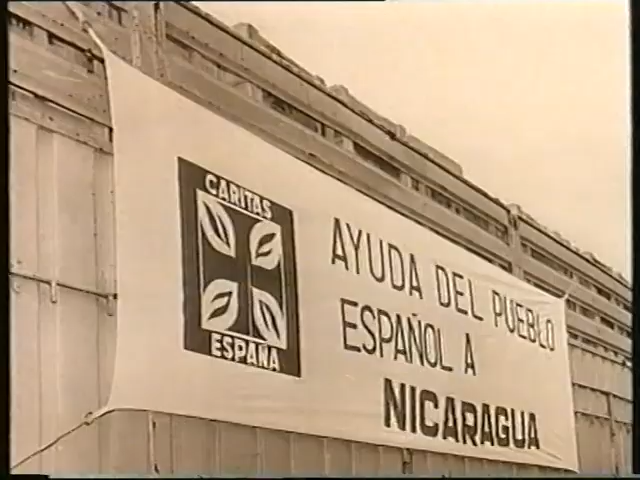 CARITAS
ESPAÑA
AYUDA DEL PUEBLO
ESPAÑOL A
NICARAGUA